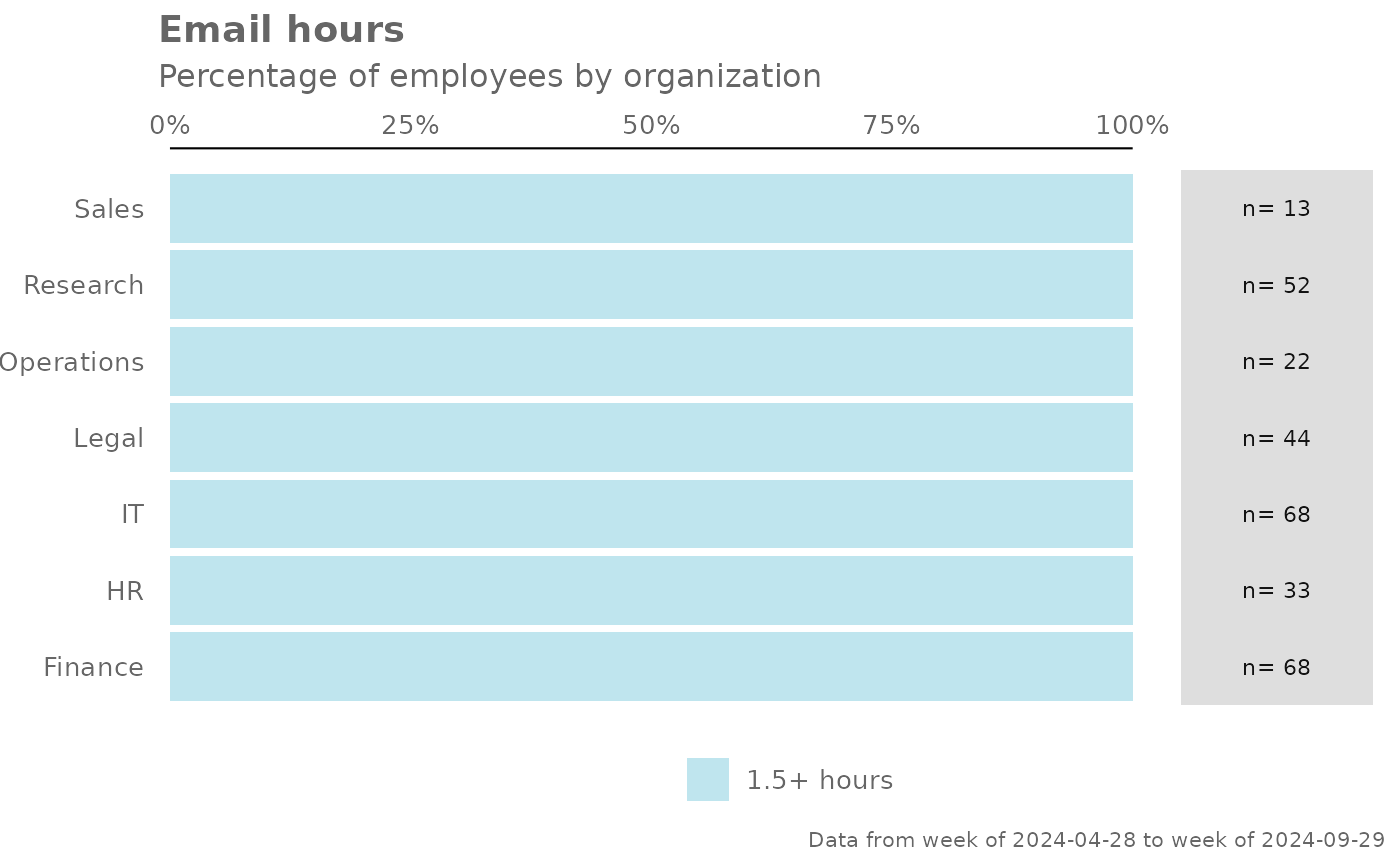 Email hours
Percentage of employees by organization
0% 25% 50% 75% 100%
Sales n= 13
Research n= 52
Operations n= 22
Legal n= 44
IT n= 68
HR n= 33
Finance n= 68
1.5+ hours
Data from week of 2024-04-28 to week of 2024-09-29